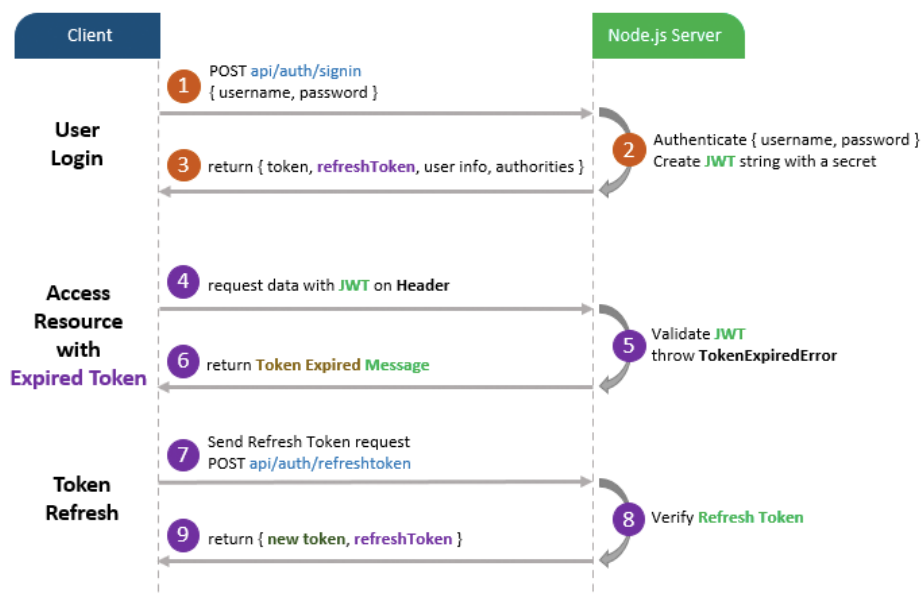 Client
Node.js Server
User
Login
1
POST api/auth/signin
{ username, password }
2
Authenticate { username, password }
Create JWT string with a secret
3
return { token, refreshToken, user info, authorities }
Access
Resource
with
Expired Token
4
request data with JWT on Header
5
Validate JWT
throw TokenExpiredError
6
return Token Expired Message
Token
Refresh
7
Send Refresh Token request
POST api/auth/refreshtoken
8
Verify Refresh Token
9
return { new token, refreshToken }